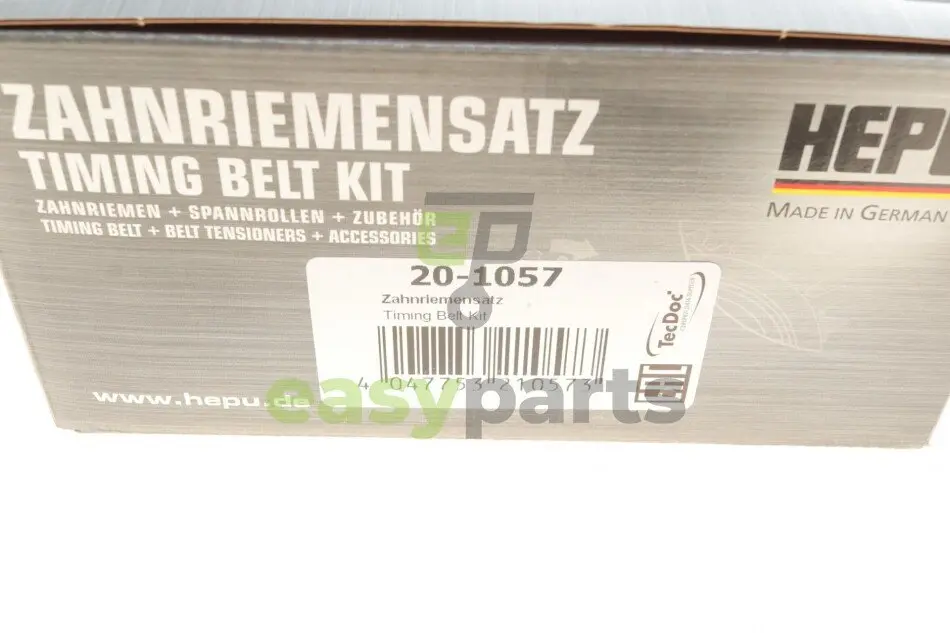 ZAHNRIEMENSATZ
TIMING BELT KIT
ZAHNRIEMEN + SPANNROLLEN + ZUBEHÖR
TIMING BELT + BELT TENSIONERS + ACCESSORIES
HEPU
MADE IN GERMAN
20-1057
Zahnriemensatz
Timing Belt Kit
4 047753 210573
TecDoc
www.hepu.de
easyparts